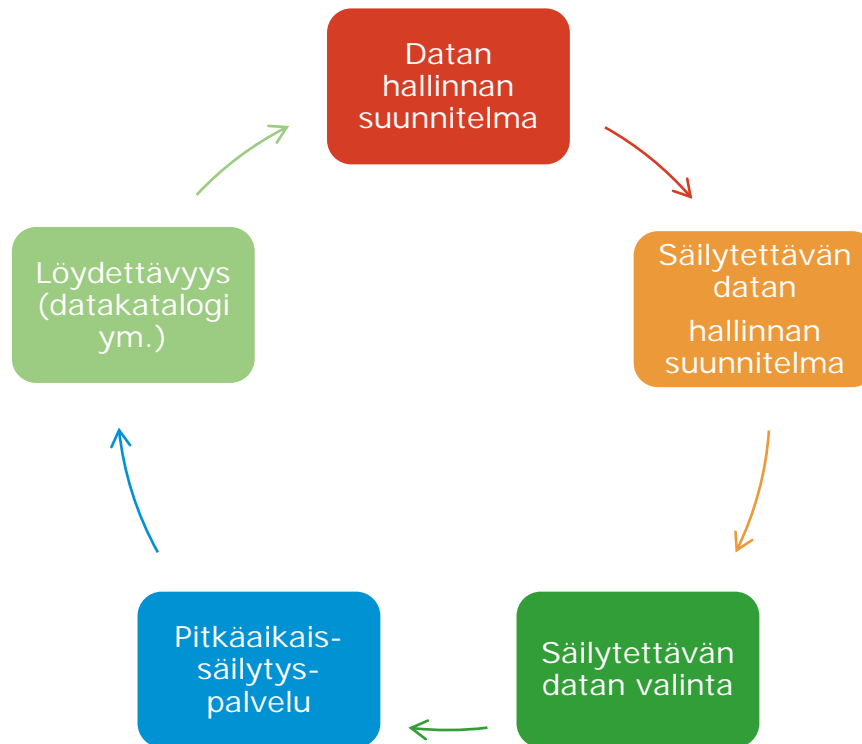 Datan
hallinnan
suunnitelma
Säilytettävän
datan
hallinnan
suunnitelma
Säilytettävän
datan valinta
Pitkäaikais-
säilytys-
palvelu
Löydettävyys
(datakatalogi
ym.)